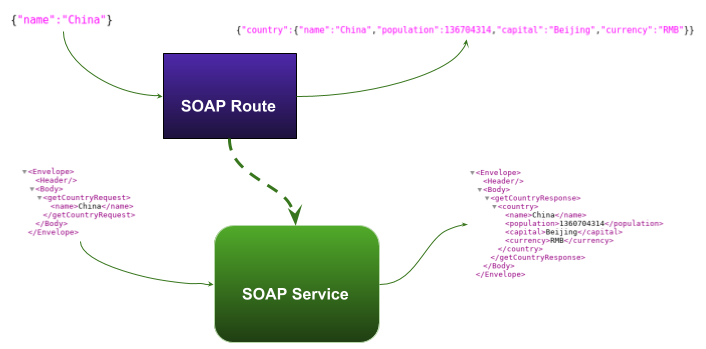 {"name":"China"}
{"country":{"name":"China","population":136704314,"capital":"Beijing","currency":"RMB"}}
SOAP Route
<Envelope>
<Header/>
<Body>
<getCountryRequest>
<name>China</name>
</getCountryRequest>
</Body>
</Envelope>
<Envelope>
<Header/>
<Body>
<getCountryResponse>
<country>
<name>China</name>
<population>1360704314</population>
<capital>Beijing</capital>
<currency>RMB</currency>
</country>
</getCountryResponse>
</Body>
</Envelope>
SOAP Service